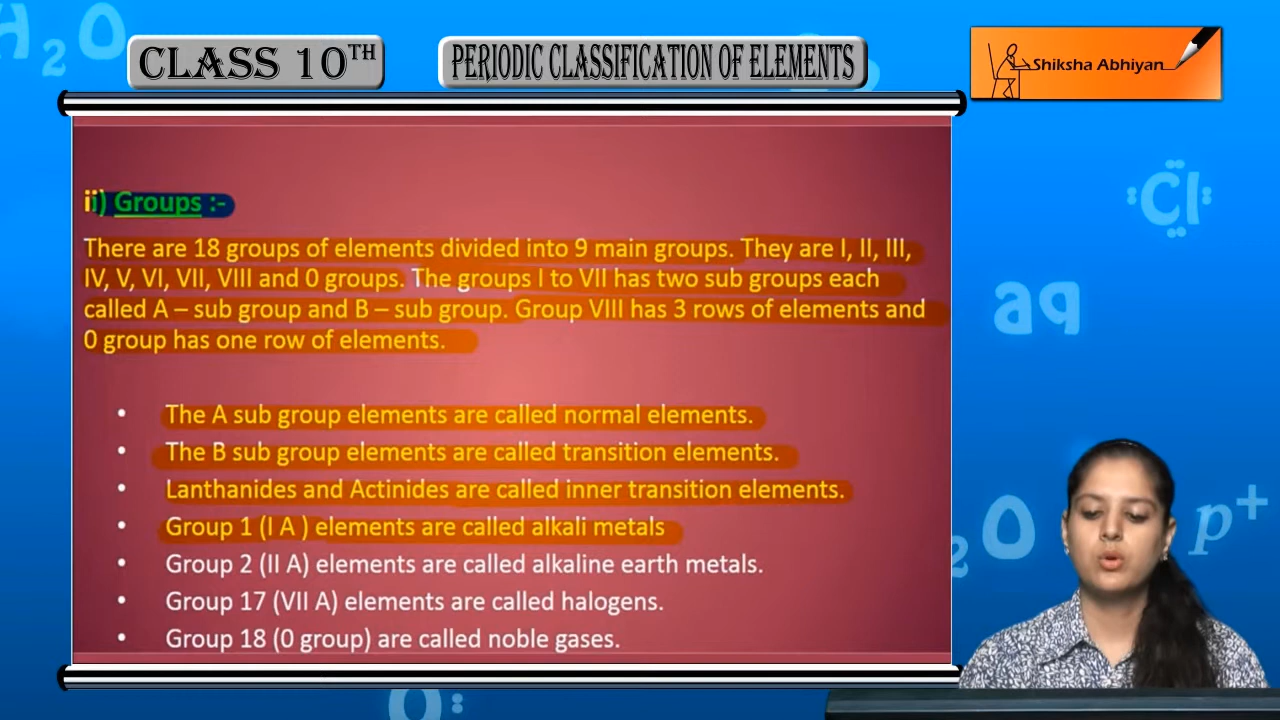 H₂O
CLASS 10TH
PERIODIC CLASSIFICATION OF ELEMENTS
Shiksha Abhiyan
ii) Groups :-
There are 18 groups of elements divided into 9 main groups. They are I, II, III,
IV, V, VI, VII, VIII and 0 groups. The groups I to VII has two sub groups each
called A – sub group and B – sub group. Group VIII has 3 rows of elements and
0 group has one row of elements.
• The A sub group elements are called normal elements.
• The B sub group elements are called transition elements.
• Lanthanides and Actinides are called inner transition elements.
• Group 1 (I A ) elements are called alkali metals
• Group 2 (II A) elements are called alkaline earth metals.
• Group 17 (VII A) elements are called halogens.
• Group 18 (0 group) are called noble gases.
:Cl:
aq
₂O
p+
O: